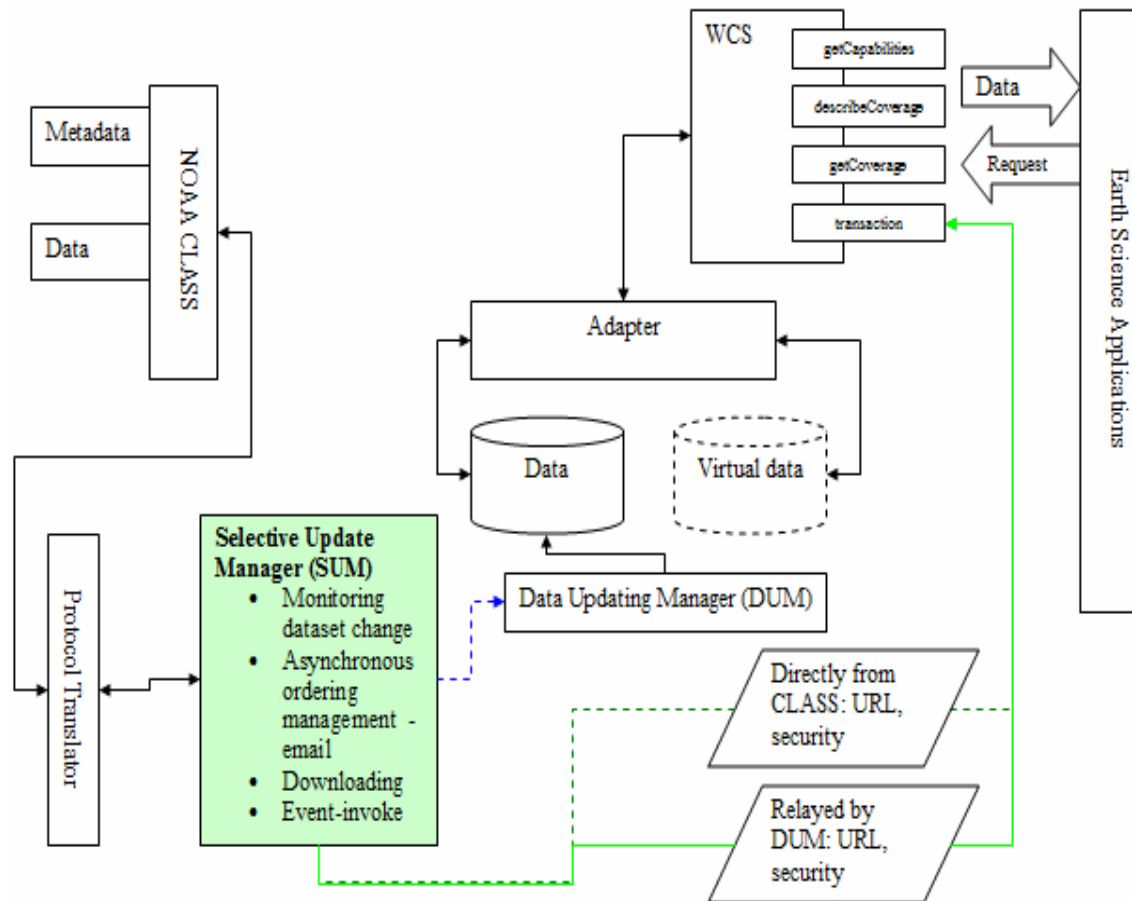 WCS
getCapabilities
describeCoverage
getCoverage
transaction
Data
Request
Earth Science Applications
Metadata
Data
NOAA CLASS
Adapter
Data
Virtual data
Protocol Translator
Selective Update
Manager (SUM)
• Monitoring
dataset change
• Asynchronous
ordering
management -
email
• Downloading
• Event-invoke
Data Updating Manager (DUM)
Directly from
CLASS: URL,
security
Relayed by
DUM: URL,
security